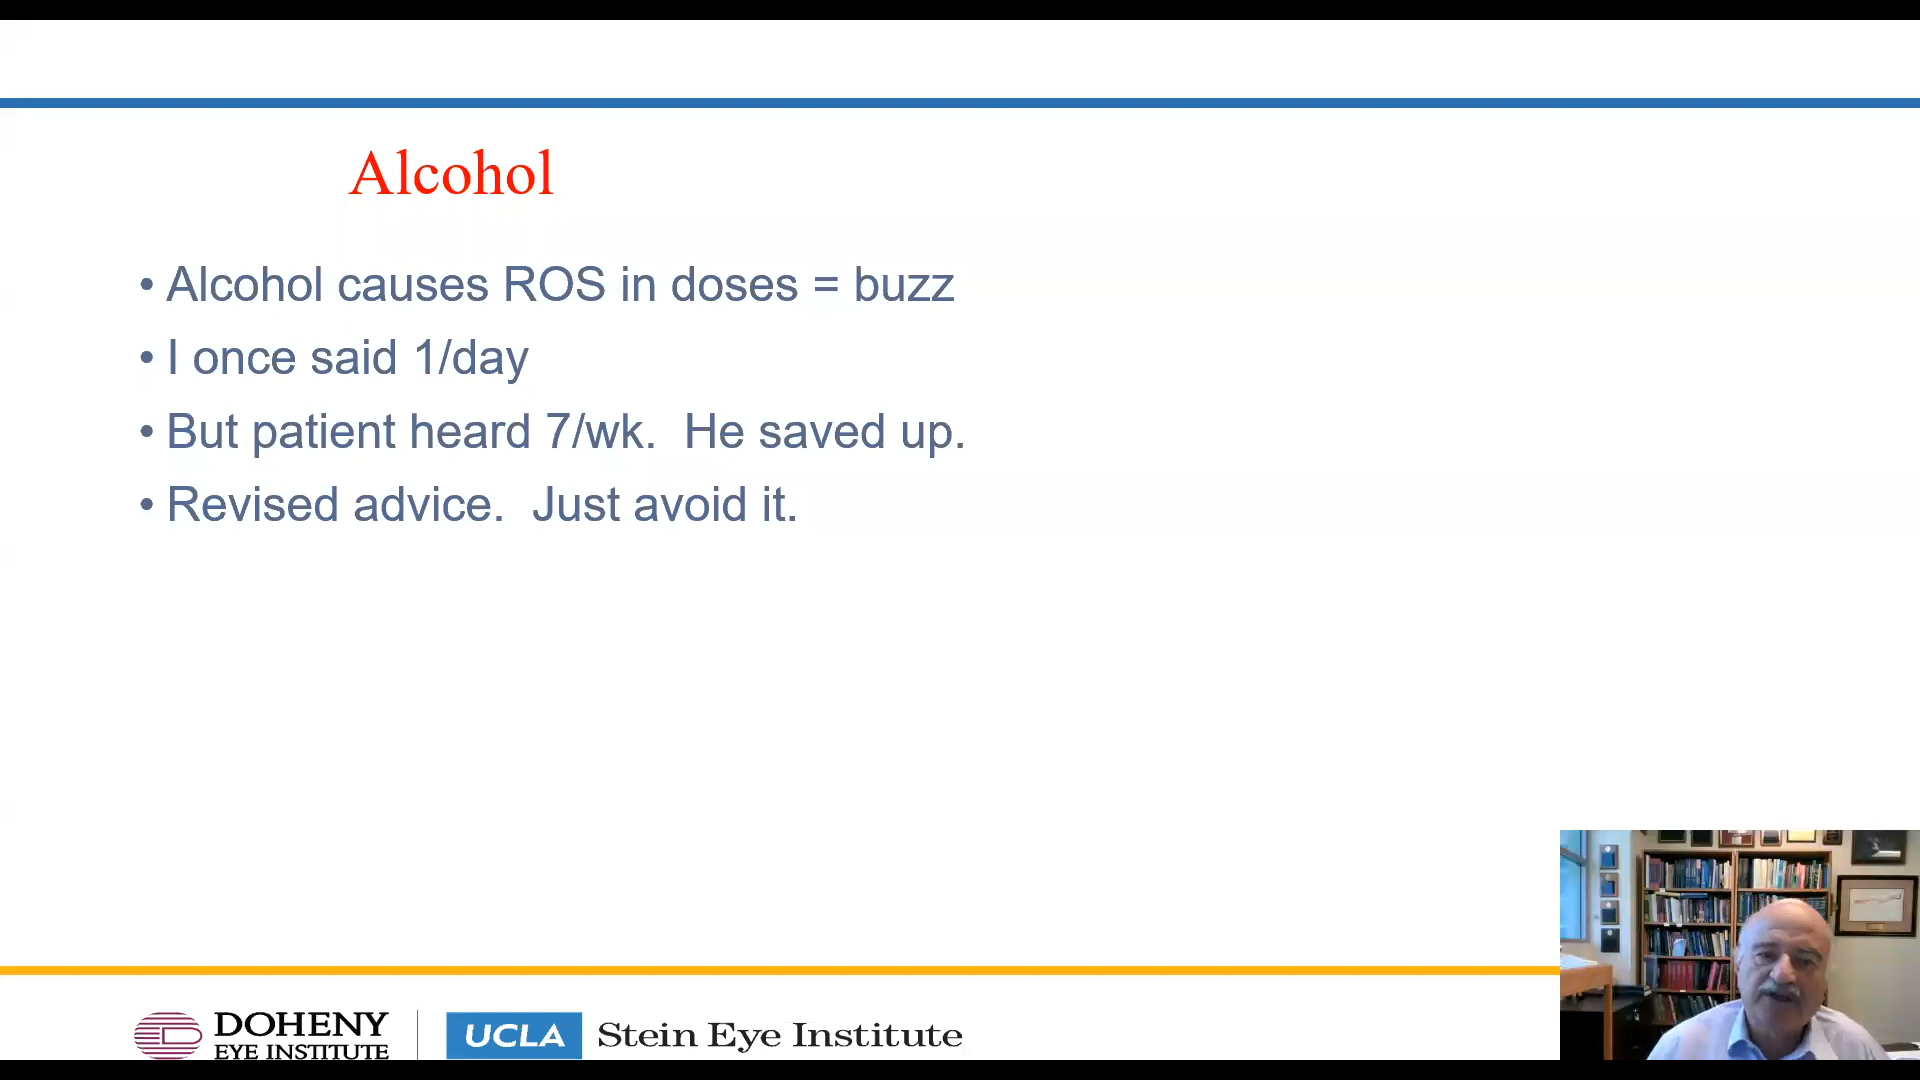 Alcohol
• Alcohol causes ROS in doses = buzz
• I once said 1/day
• But patient heard 7/wk.  He saved up.
• Revised advice.  Just avoid it.
DOHENY
EYE INSTITUTE
UCLA Stein Eye Institute